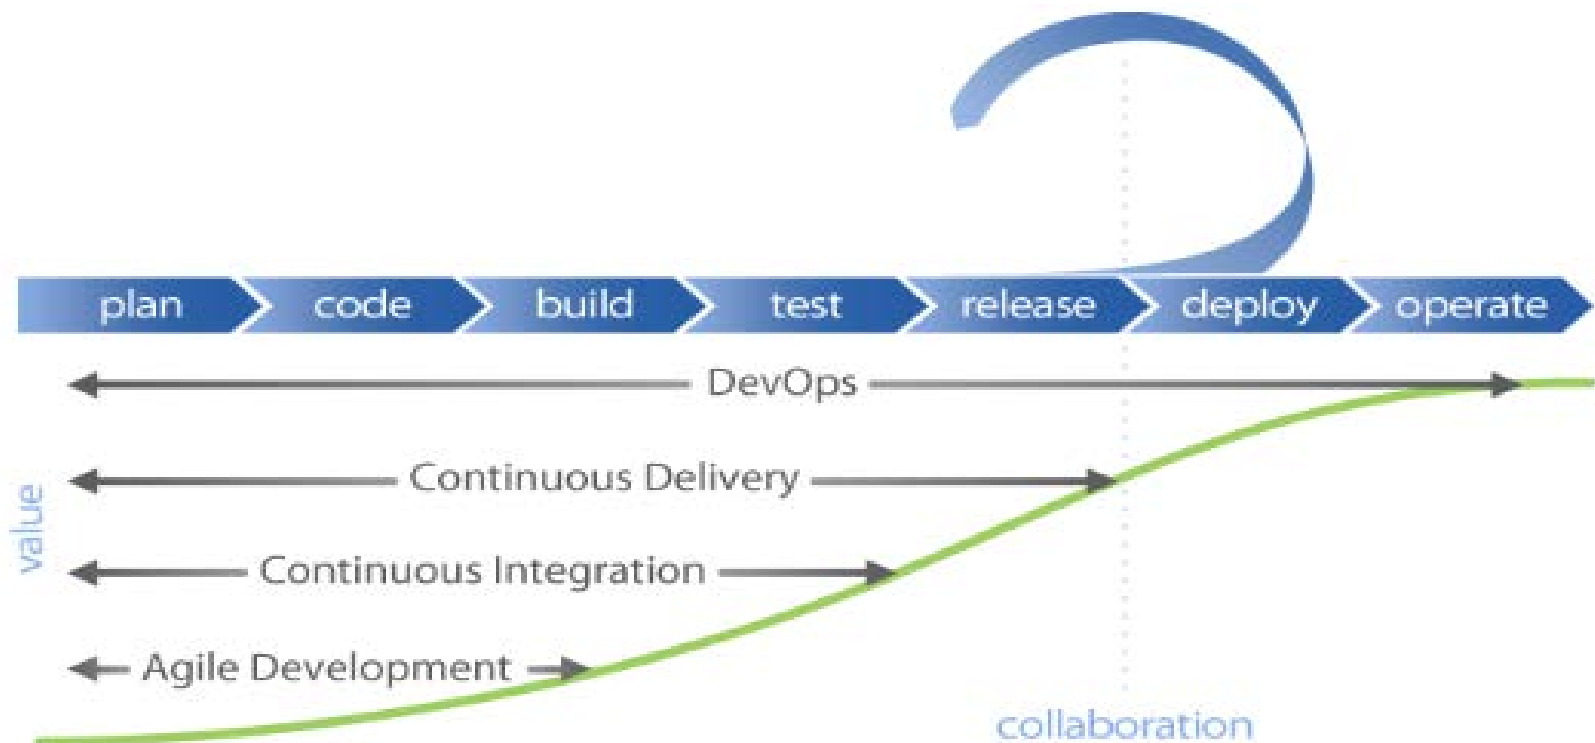 plan code build test release deploy operate
DevOps
Continuous Delivery
value
Continuous Integration
Agile Development
collaboration